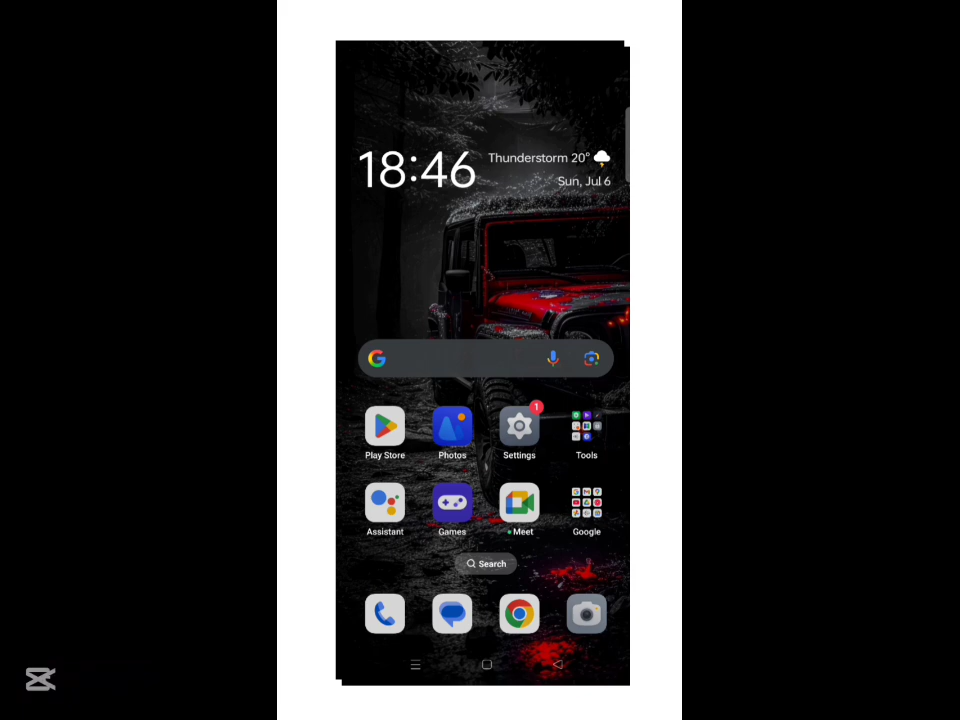 18:46
Thunderstorm 20°
Sun, Jul 6
Play Store
Photos
1
Settings
Tools
Assistant
Games
Meet
Google
Search